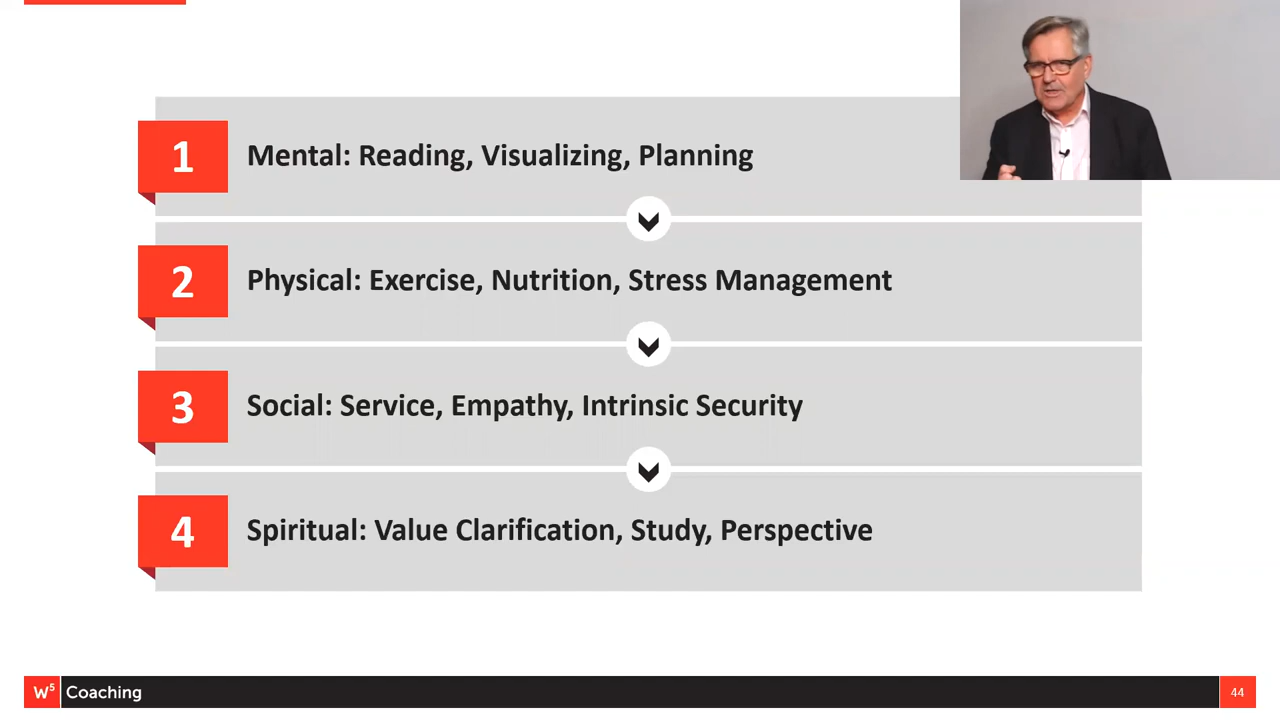 1
Mental: Reading, Visualizing, Planning
2
Physical: Exercise, Nutrition, Stress Management
3
Social: Service, Empathy, Intrinsic Security
4
Spiritual: Value Clarification, Study, Perspective
W⁵ Coaching
44